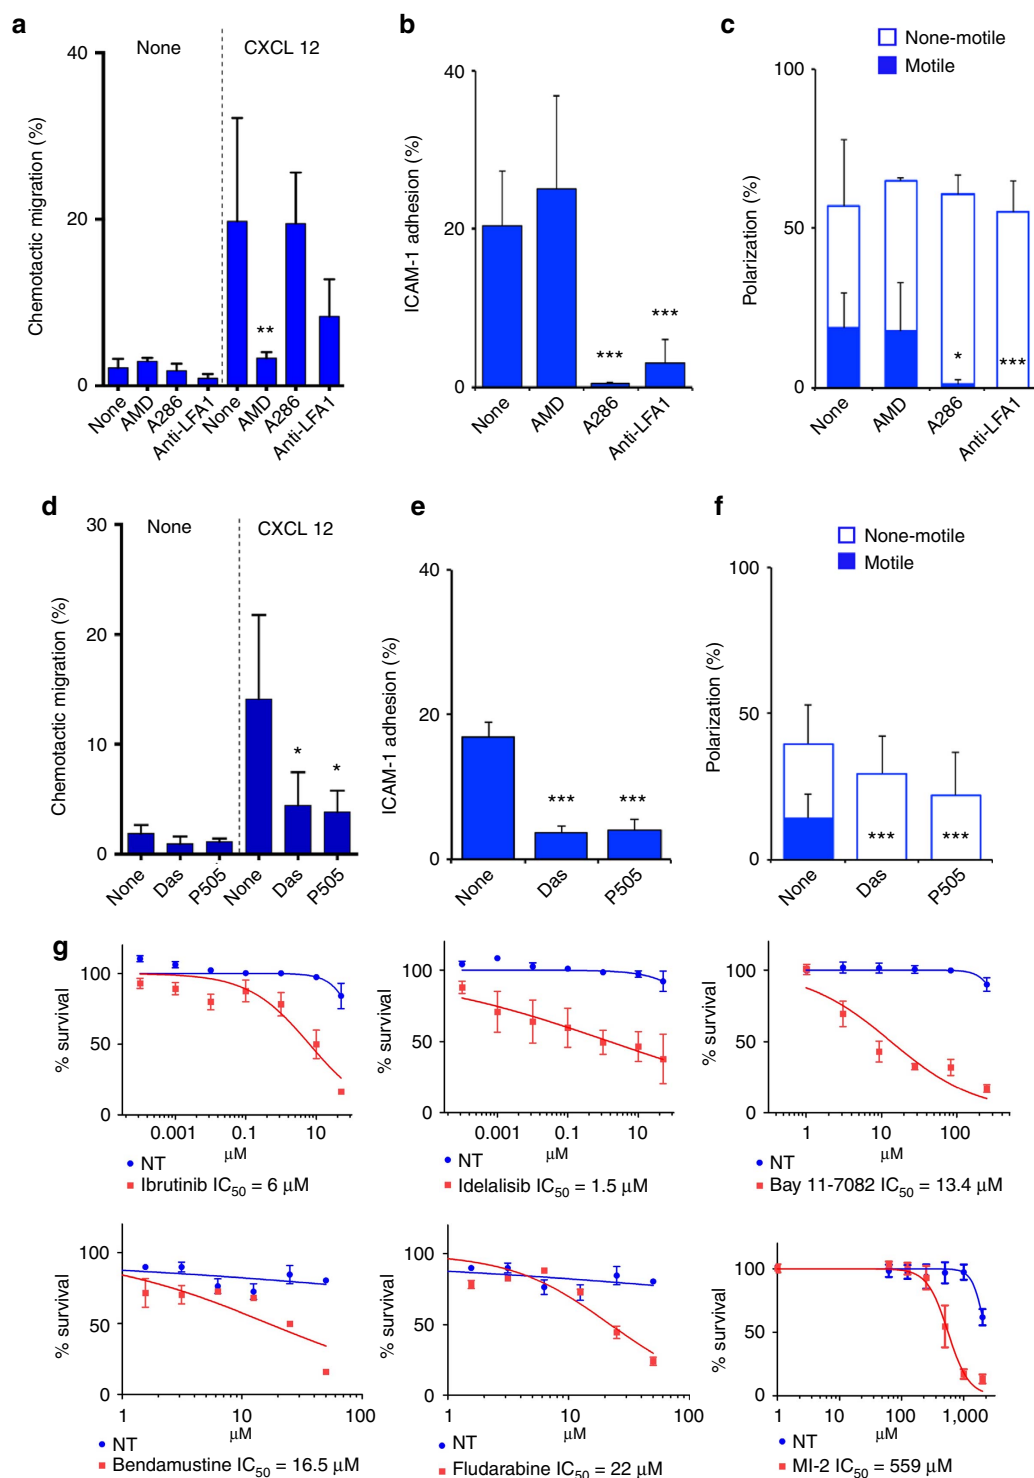 a
None
CXCL 12
Chemotactic migration (%)
40
20
0
None
AMD
A286
Anti-LFA1
None
AMD
A286
Anti-LFA1
**
b
ICAM-1 adhesion (%)
40
20
0
None
AMD
A286
Anti-LFA1
***
***
c
None-motile
Motile
Polarization (%)
100
50
0
None
AMD
A286
Anti-LFA1
*
***
d
None
CXCL 12
Chemotactic migration (%)
30
20
10
0
None
Das
P505
None
Das
P505
*
*
e
ICAM-1 adhesion (%)
40
20
0
None
Das
P505
***
***
f
None-motile
Motile
Polarization (%)
100
50
0
None
Das
P505
***
***
g
% survival
100
50
0
0.001 0.1 10
μM
NT
Ibrutinib IC50 = 6 μM
% survival
100
50
0
0.001 0.1 10
μM
NT
Idelalisib IC50 = 1.5 μM
% survival
100
50
0
1 10 100
μM
NT
Bay 11-7082 IC50 = 13.4 μM
% survival
100
50
0
1 10 100
μM
NT
Bendamustine IC50 = 16.5 μM
% survival
100
50
0
1 10 100
μM
NT
Fludarabine IC50 = 22 μM
% survival
100
50
0
1 10 100 1,000
μM
NT
MI-2 IC50 = 559 μM